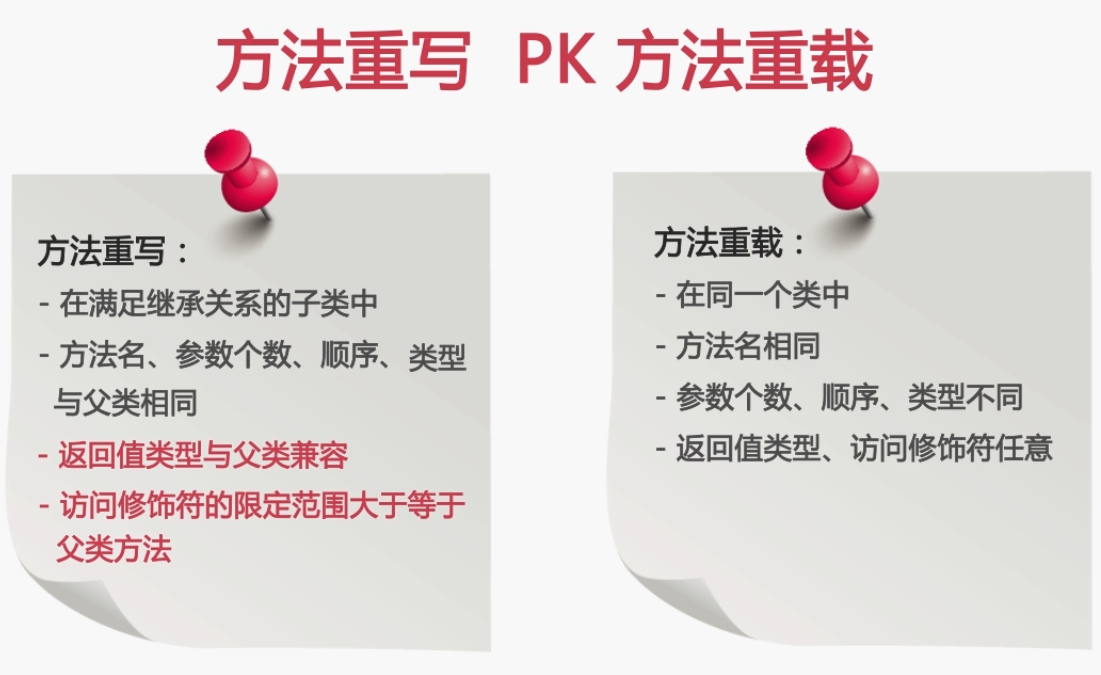 方法重写 PK 方法重载
方法重写：
- 在满足继承关系的子类中
- 方法名、参数个数、顺序、类型
与父类相同
- 返回值类型与父类兼容
- 访问修饰符的限定范围大于等于
父类方法
方法重载：
- 在同一个类中
- 方法名相同
- 参数个数、顺序、类型不同
- 返回值类型、访问修饰符任意